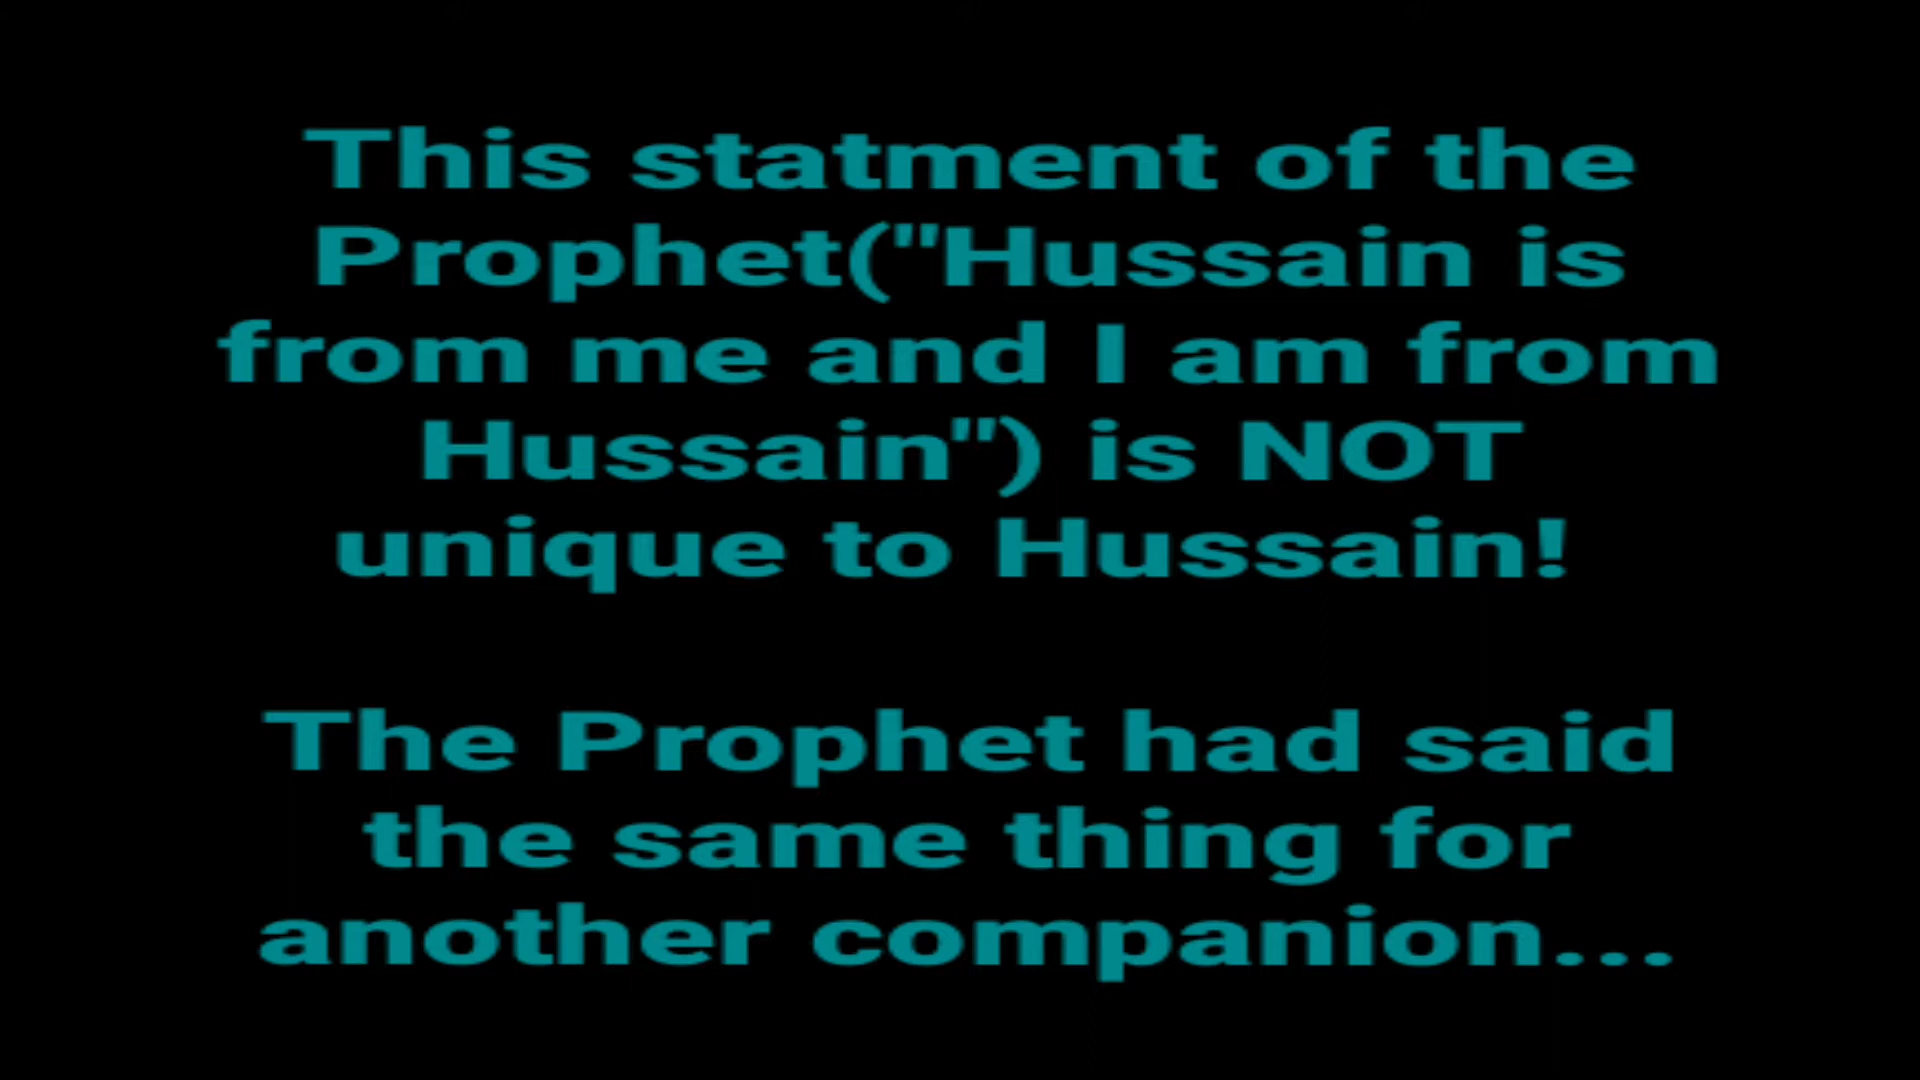 This statment of the
Prophet("Hussain is
from me and I am from
Hussain") is NOT
unique to Hussain!
The Prophet had said
the same thing for
another companion...